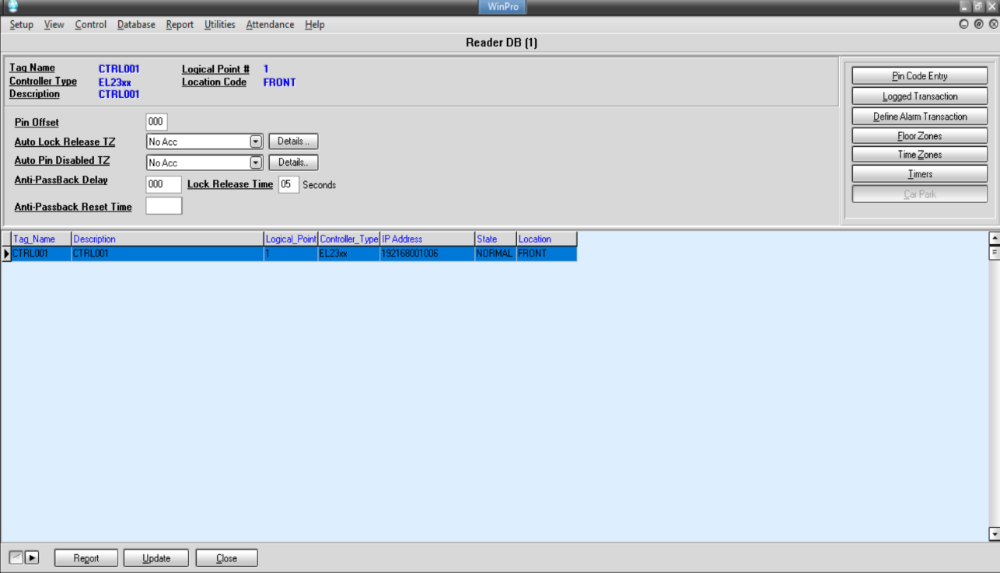 WinPro
Setup View Control Database Report Utilities Attendance Help
Reader DB (1)
Tag Name CTRL001 Logical Point # 1
Controller Type EL23xx Location Code FRONT
Description CTRL001
Pin Offset 000
Auto Lock Release TZ No Acc Details ..
Auto Pin Disabled TZ No Acc Details..
Anti-PassBack Delay 000 Lock Release Time 05 Seconds
Anti-Passback Reset Time
Pin Code Entry
Logged Transaction
Define Alarm Transaction
Floor Zones
Time Zones
Timers
Car Park
Tag_Name Description Logical_Point Controller_Type IP Address State Location
CTRL001 CTRL001 1 EL23xx 192168001006 NORMAL FRONT
Report Update Close